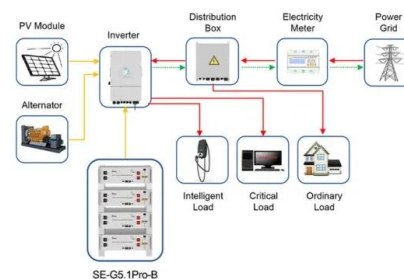 PV Module
Inverter
Distribution
Box
Electricity
Meter
Power
Grid
Alternator
Intelligent
Load
Critical
Load
Ordinary
Load
SE-G5.1Pro-B